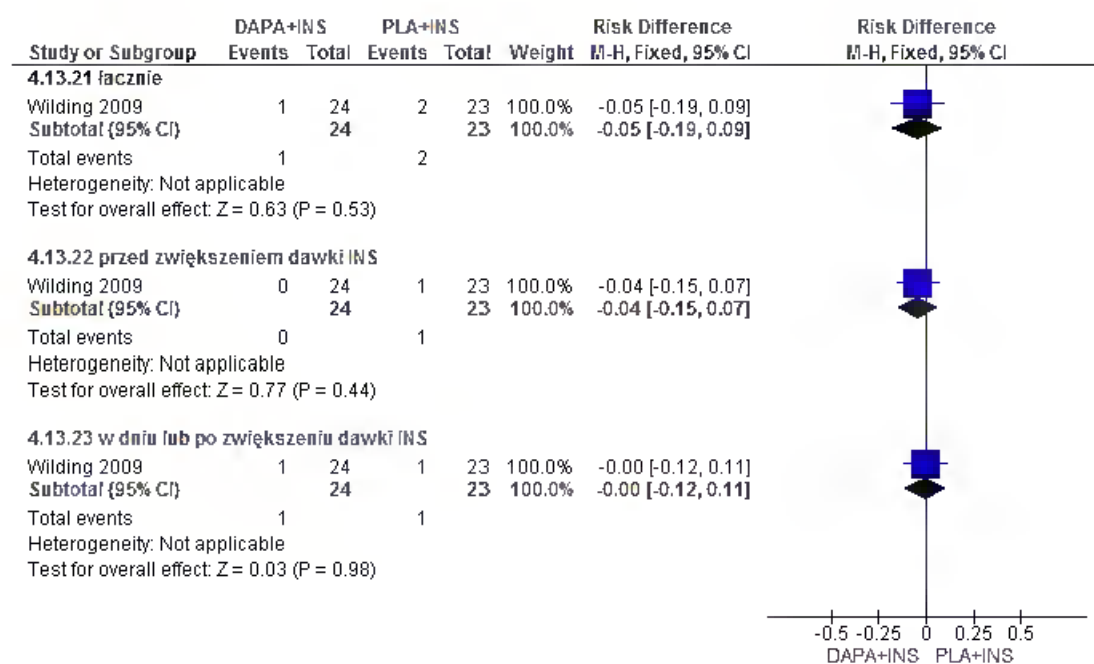 DAPA+INS PLA+INS Risk Difference Risk Difference
Study or Subgroup Events Total Events Total Weight M-H, Fixed, 95% CI M-H, Fixed, 95% CI
4.13.21 łacznie
Wilding 2009 1 24 2 23 100.0% -0.05 [-0.19, 0.09]
Subtotal (95% CI) 24 23 100.0% -0.05 [-0.19, 0.09]
Total events 1 2
Heterogeneity: Not applicable
Test for overall effect: Z = 0.63 (P = 0.53)
4.13.22 przed zwiększeniem dawki INS
Wilding 2009 0 24 1 23 100.0% -0.04 [-0.15, 0.07]
Subtotal (95% CI) 24 23 100.0% -0.04 [-0.15, 0.07]
Total events 0 1
Heterogeneity: Not applicable
Test for overall effect: Z = 0.77 (P = 0.44)
4.13.23 w dniu lub po zwiększeniu dawki INS
Wilding 2009 1 24 1 23 100.0% -0.00 [-0.12, 0.11]
Subtotal (95% CI) 24 23 100.0% -0.00 [-0.12, 0.11]
Total events 1 1
Heterogeneity: Not applicable
Test for overall effect: Z = 0.03 (P = 0.98)
-0.5 -0.25 0 0.25 0.5
DAPA+INS PLA+INS